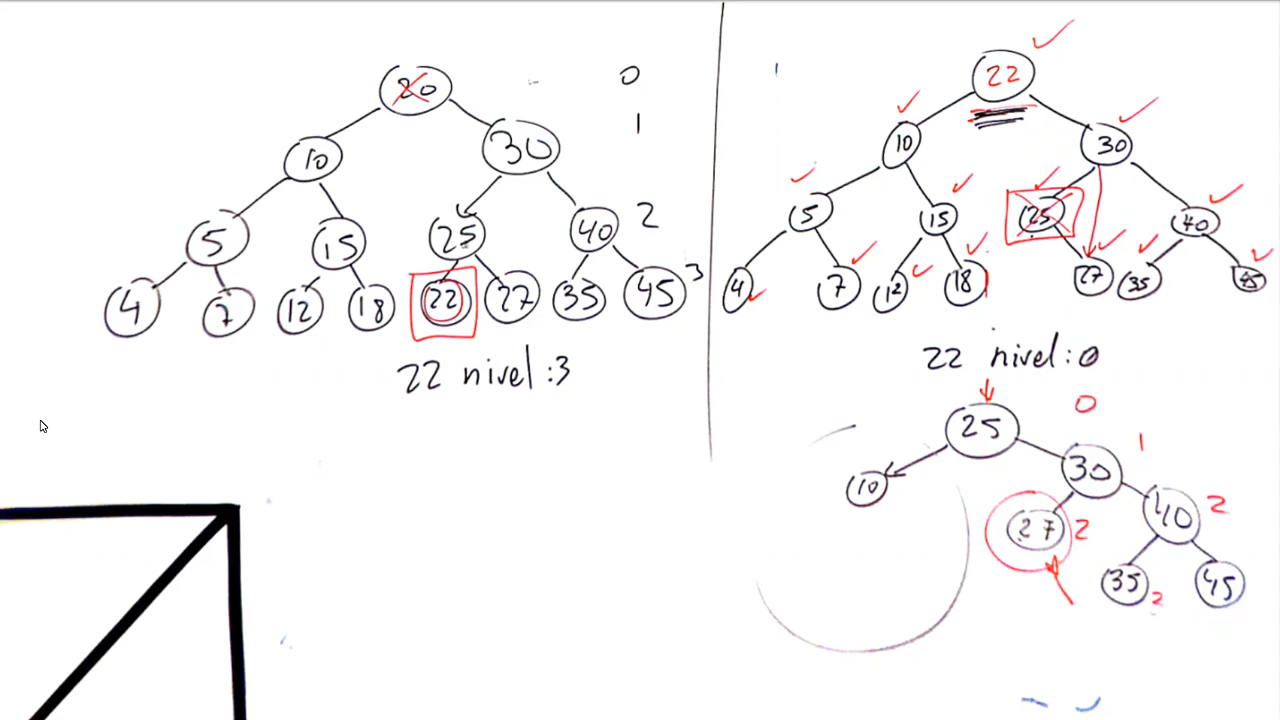 20 0
1
10 30
5 15 25 40 2
4 7 12 18 22 27 35 45 3
22 nivel :3
22
10 30
5 15 25 40
4 7 12 18 27 35 45
22 nivel : 0
25 0
1
10 30
27 2 40 2
35 2 45